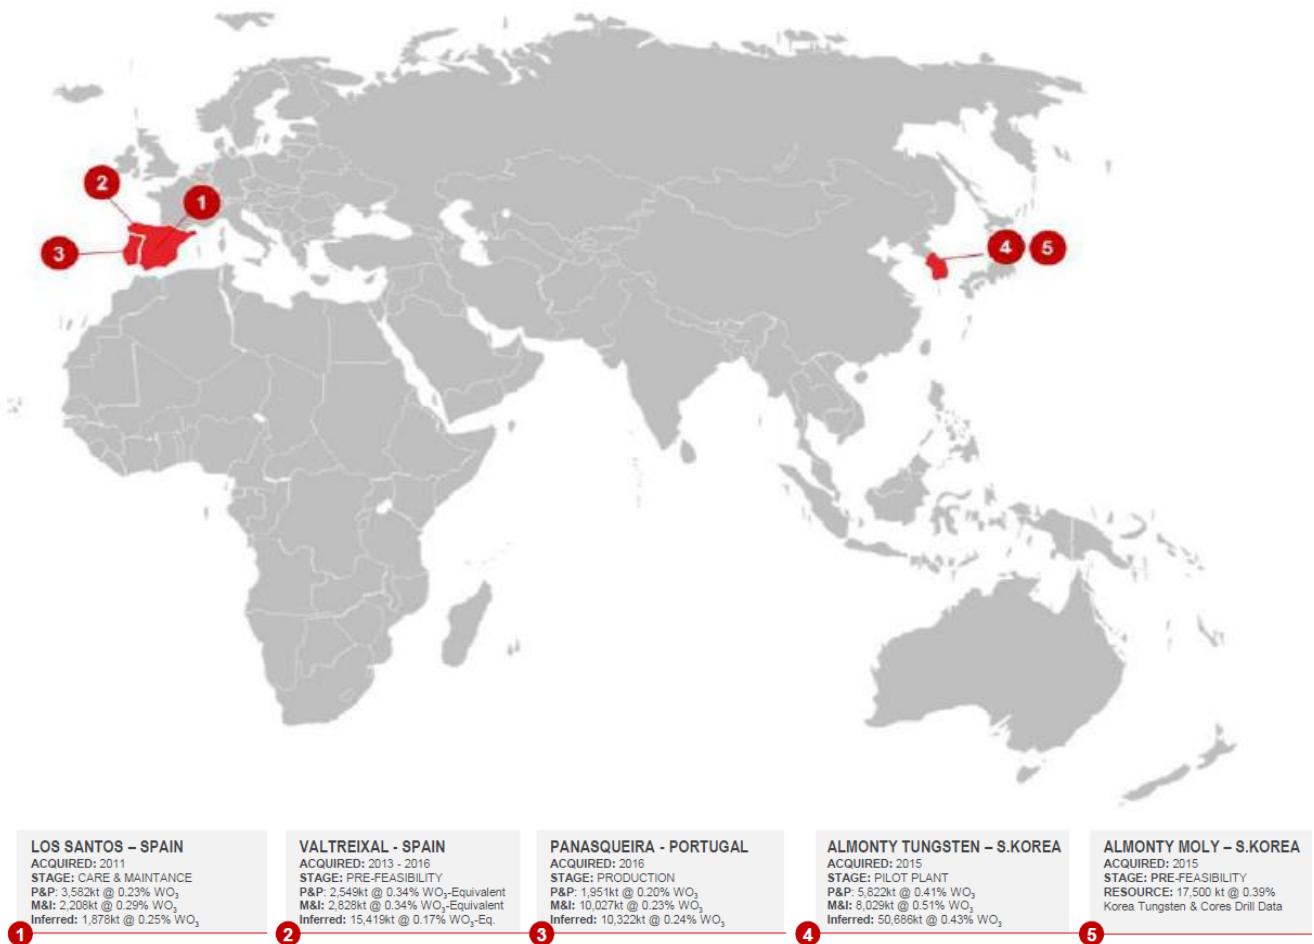 2
1
3
4
5
LOS SANTOS – SPAIN
ACQUIRED: 2011
STAGE: CARE & MAINTANCE
P&P: 3,582kt @ 0.23% WO₃
M&I: 2,208kt @ 0.29% WO₃
Inferred: 1,878kt @ 0.25% WO₃
1
VALTREIXAL - SPAIN
ACQUIRED: 2013 - 2016
STAGE: PRE-FEASIBILITY
P&P: 2,549kt @ 0.34% WO₃-Equivalent
M&I: 2,828kt @ 0.34% WO₃-Equivalent
Inferred: 15,419kt @ 0.17% WO₃-Eq.
2
PANASQUEIRA - PORTUGAL
ACQUIRED: 2016
STAGE: PRODUCTION
P&P: 1,951kt @ 0.20% WO₃
M&I: 10,027kt @ 0.23% WO₃
Inferred: 10,322kt @ 0.24% WO₃
3
ALMONTY TUNGSTEN – S.KOREA
ACQUIRED: 2015
STAGE: PILOT PLANT
P&P: 5,822kt @ 0.41% WO₃
M&I: 8,029kt @ 0.51% WO₃
Inferred: 50,686kt @ 0.43% WO₃
4
ALMONTY MOLY – S.KOREA
ACQUIRED: 2015
STAGE: PRE-FEASIBILITY
RESOURCE: 17,500 kt @ 0.39%
Korea Tungsten & Cores Drill Data
5